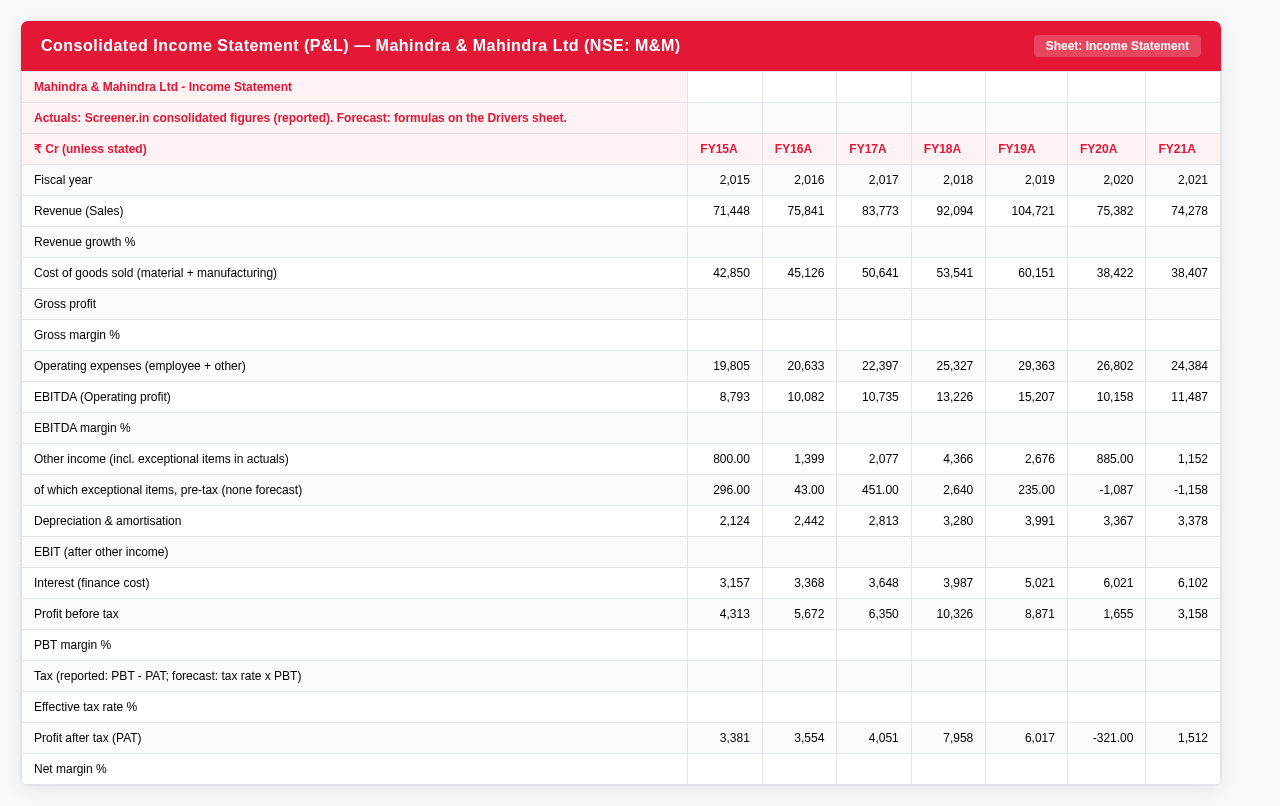 Consolidated Income Statement (P&L) — Mahindra & Mahindra Ltd (NSE: M&M) Sheet: Income Statement
Mahindra & Mahindra Ltd - Income Statement
Actuals: Screener.in consolidated figures (reported). Forecast: formulas on the Drivers sheet.
₹ Cr (unless stated) FY15A FY16A FY17A FY18A FY19A FY20A FY21A
Fiscal year 2,015 2,016 2,017 2,018 2,019 2,020 2,021
Revenue (Sales) 71,448 75,841 83,773 92,094 104,721 75,382 74,278
Revenue growth %
Cost of goods sold (material + manufacturing) 42,850 45,126 50,641 53,541 60,151 38,422 38,407
Gross profit
Gross margin %
Operating expenses (employee + other) 19,805 20,633 22,397 25,327 29,363 26,802 24,384
EBITDA (Operating profit) 8,793 10,082 10,735 13,226 15,207 10,158 11,487
EBITDA margin %
Other income (incl. exceptional items in actuals) 800.00 1,399 2,077 4,366 2,676 885.00 1,152
of which exceptional items, pre-tax (none forecast) 296.00 43.00 451.00 2,640 235.00 -1,087 -1,158
Depreciation & amortisation 2,124 2,442 2,813 3,280 3,991 3,367 3,378
EBIT (after other income)
Interest (finance cost) 3,157 3,368 3,648 3,987 5,021 6,021 6,102
Profit before tax 4,313 5,672 6,350 10,326 8,871 1,655 3,158
PBT margin %
Tax (reported: PBT - PAT; forecast: tax rate x PBT)
Effective tax rate %
Profit after tax (PAT) 3,381 3,554 4,051 7,958 6,017 -321.00 1,512
Net margin %